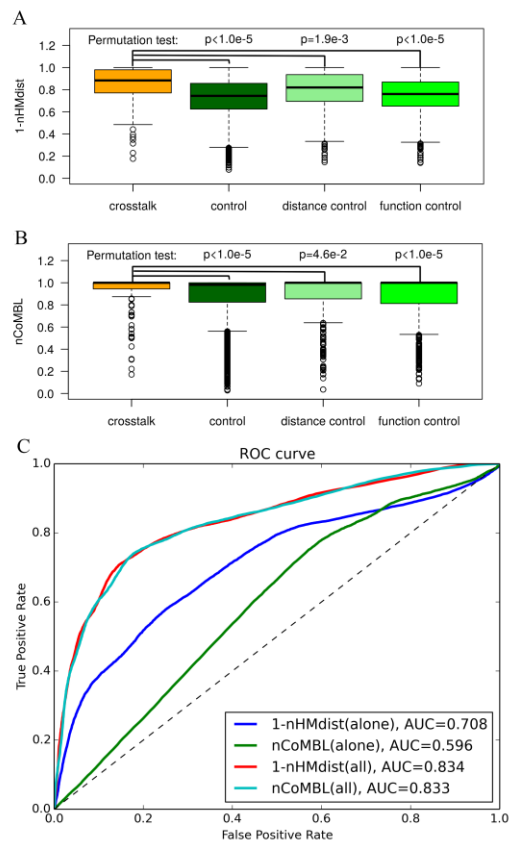 A
Permutation test: p<1.0e-5 p=1.9e-3 p<1.0e-5
1-nHMdist
1.2
1.0
0.8
0.6
0.4
0.2
0.0
crosstalk control distance control function control
B
Permutation test: p<1.0e-5 p=4.6e-2 p<1.0e-5
nCoMBL
1.2
1.0
0.8
0.6
0.4
0.2
0.0
crosstalk control distance control function control
C
ROC curve
True Positive Rate
1.0
0.8
0.6
0.4
0.2
0.0
1-nHMdist(alone), AUC=0.708
nCoMBL(alone), AUC=0.596
1-nHMdist(all), AUC=0.834
nCoMBL(all), AUC=0.833
0.0 0.2 0.4 0.6 0.8 1.0
False Positive Rate